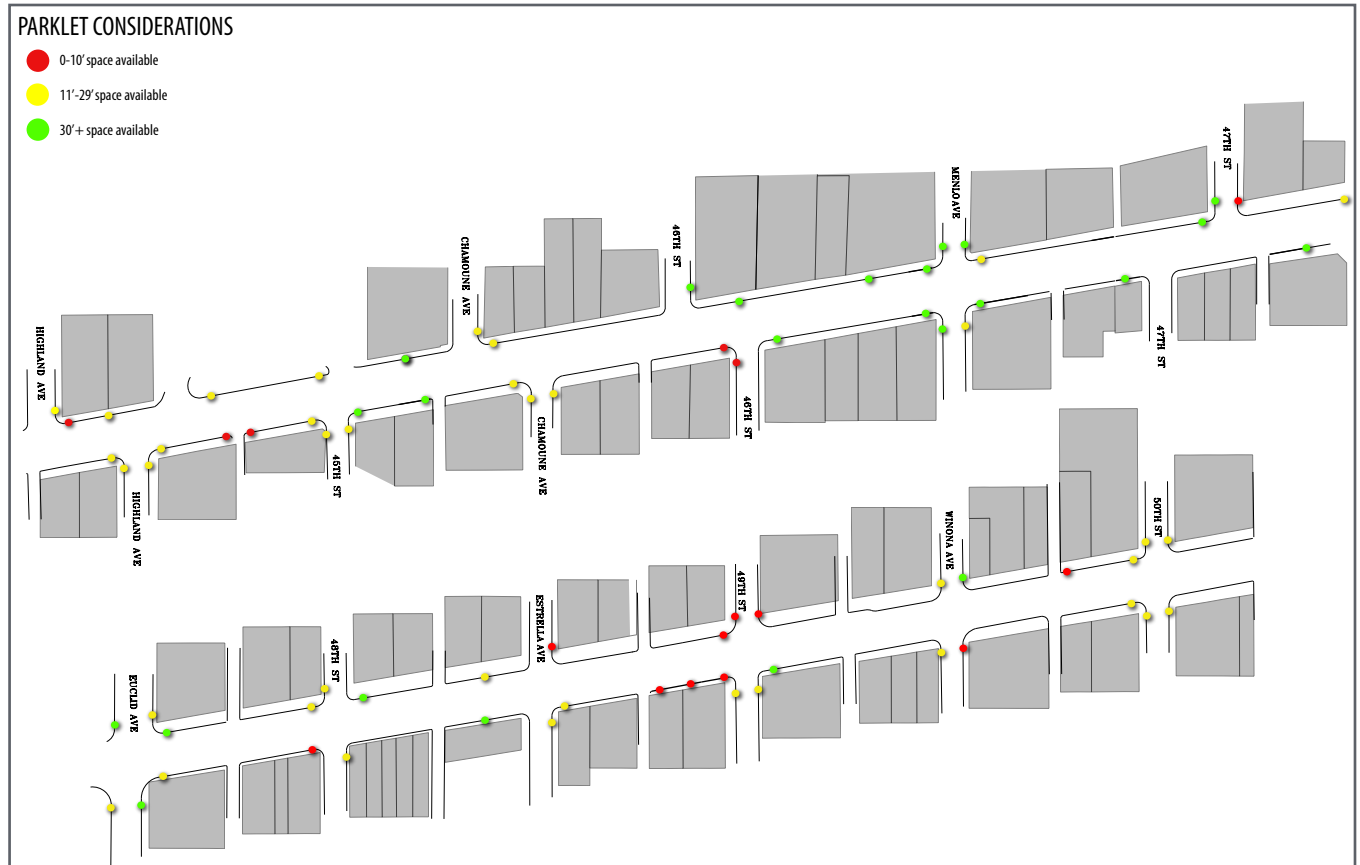 PARKLET CONSIDERATIONS
0-10' space available
11'-29' space available
30'+ space available
47TH ST
MENLO AVE
46TH ST
CHAMOUNE AVE
HIGHLAND AVE
47TH ST
46TH ST
CHAMOUNE AVE
45TH ST
HIGHLAND AVE
50TH ST
WINONA AVE
49TH ST
ESTRELLA AVE
48TH ST
EUCLID AVE